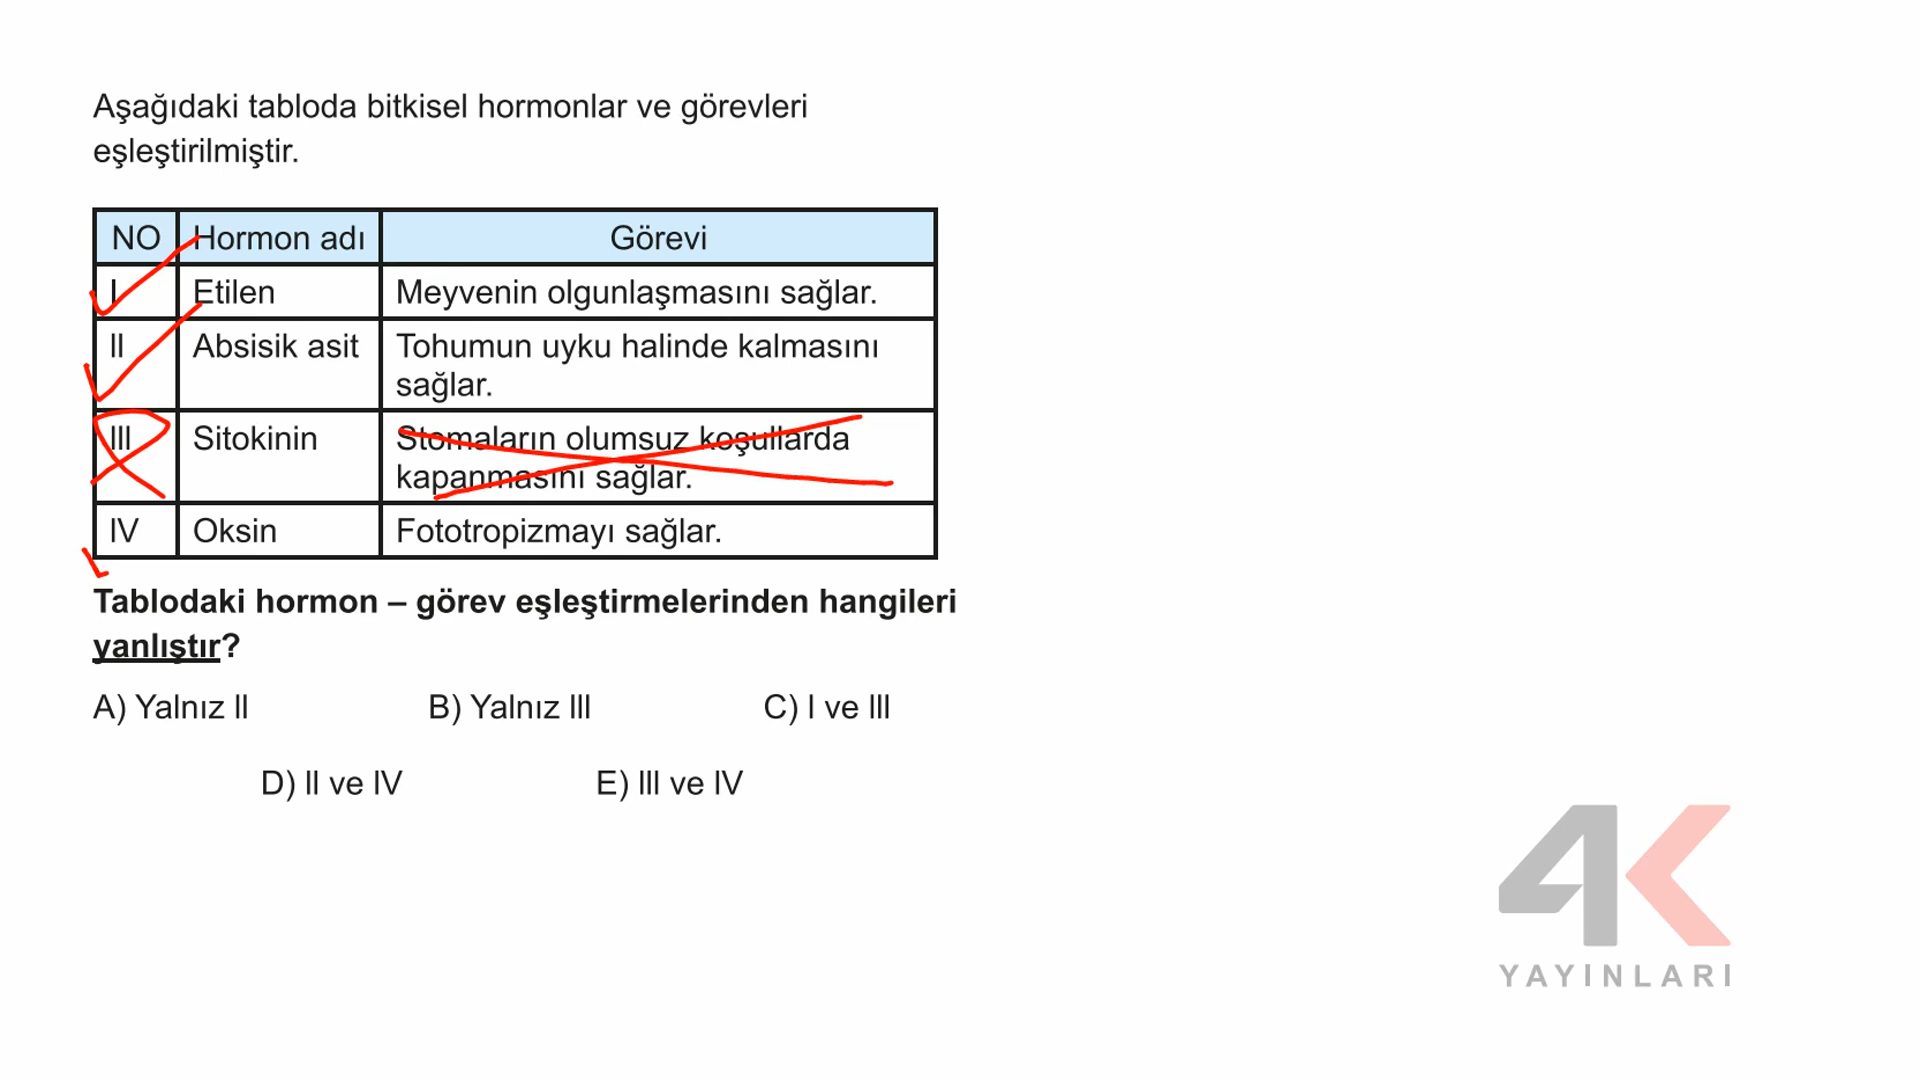 Aşağıdaki tabloda bitkisel hormonlar ve görevleri
eşleştirilmiştir.
NO Hormon adı Görevi
I Etilen Meyvenin olgunlaşmasını sağlar.
II Absisik asit Tohumun uyku halinde kalmasını
sağlar.
III Sitokinin Stomaların olumsuz koşullarda
kapanmasını sağlar.
IV Oksin Fototropizmayı sağlar.
Tablodaki hormon – görev eşleştirmelerinden hangileri
yanlıştır?
A) Yalnız II B) Yalnız III C) I ve III
D) II ve IV E) III ve IV
4K
YAYINLARI